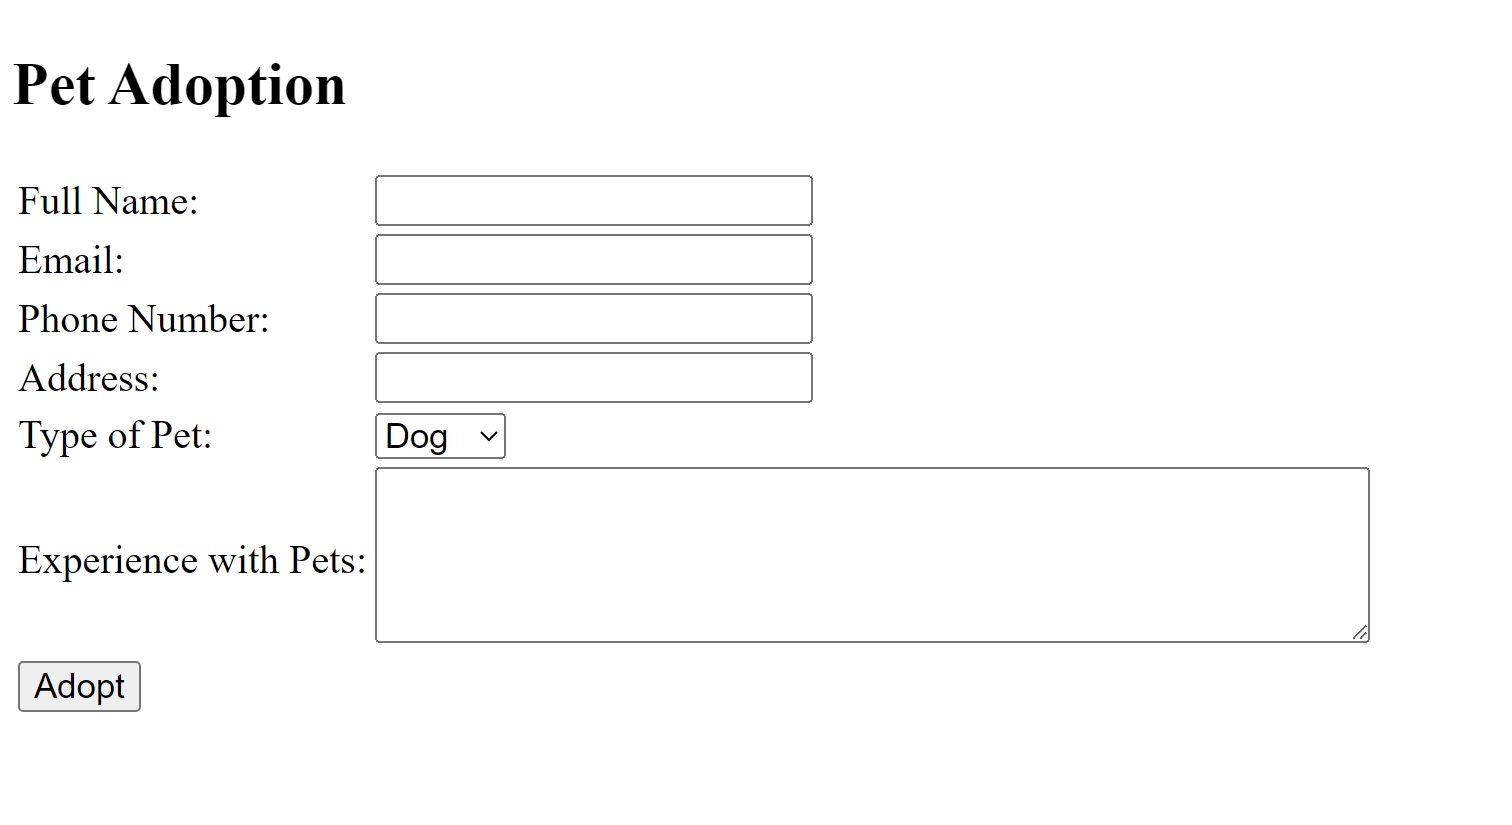 Pet Adoption
Full Name:
Email:
Phone Number:
Address:
Type of Pet: Dog
Experience with Pets:
Adopt